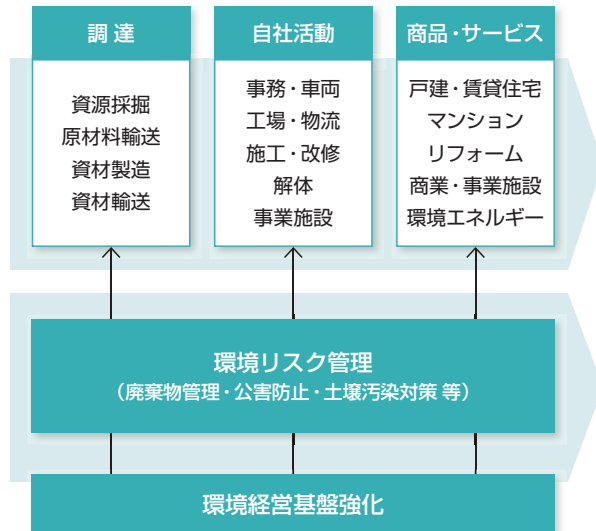 調達
資源採掘
原材料輸送
資材製造
資材輸送
自社活動
事務・車両
工場・物流
施工・改修
解体
事業施設
商品・サービス
戸建・賃貸住宅
マンション
リフォーム
商業・事業施設
環境エネルギー
環境リスク管理
（廃棄物管理・公害防止・土壌汚染対策 等）
環境経営基盤強化